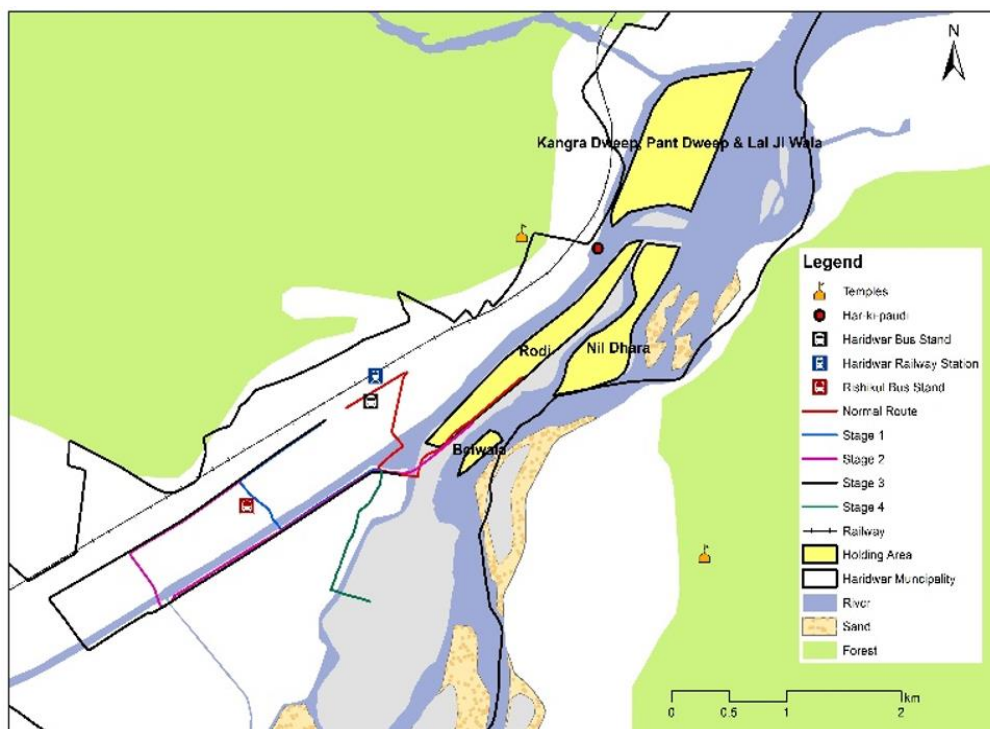 N
Kangra Dweep, Pant Dweep & Lal JI Wala
Rodi
Nil Dhara
Belwala
Legend
Temples
Har-ki-paudi
Haridwar Bus Stand
Haridwar Railway Station
Rishikul Bus Stand
Normal Route
Stage 1
Stage 2
Stage 3
Stage 4
Railway
Holding Area
Haridwar Muncipality
River
Sand
Forest
km
0 0.5 1 2